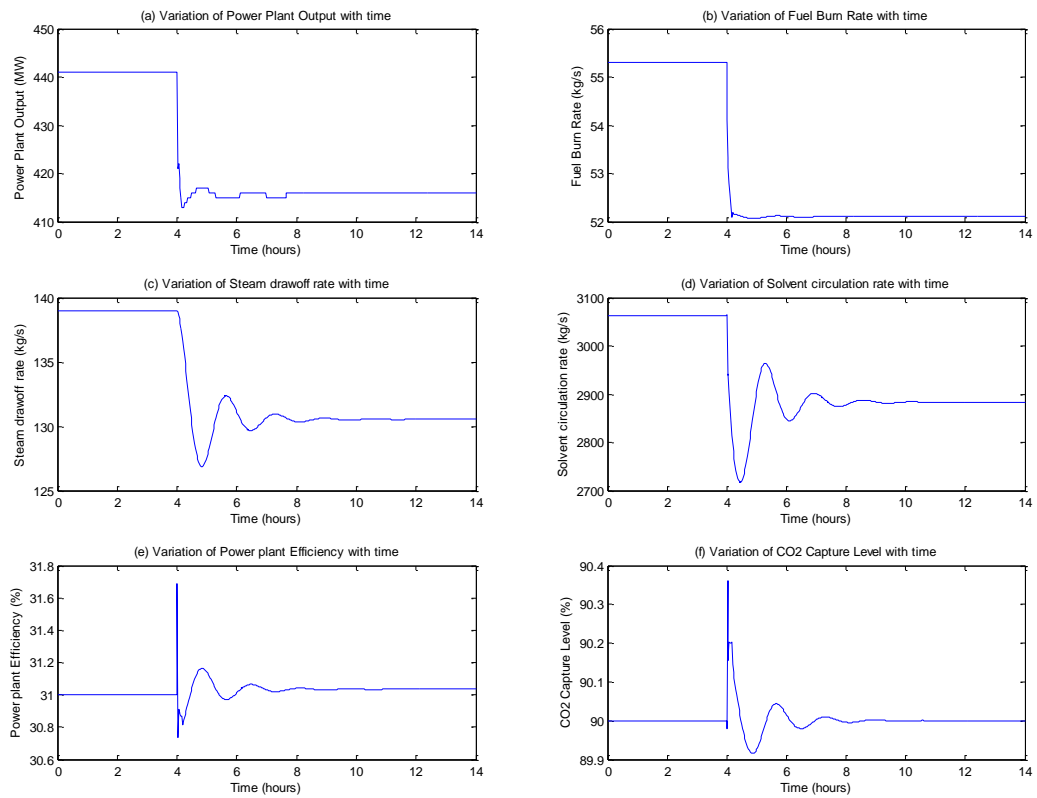 (a) Variation of Power Plant Output with time
450
440
430
420
410
Power Plant Output (MW)
0 2 4 6 8 10 12 14
Time (hours)
(b) Variation of Fuel Burn Rate with time
56
55
54
53
52
Fuel Burn Rate (kg/s)
0 2 4 6 8 10 12 14
Time (hours)
(c) Variation of Steam drawoff rate with time
140
135
130
125
Steam drawoff rate (kg/s)
0 2 4 6 8 10 12 14
Time (hours)
(d) Variation of Solvent circulation rate with time
3100
3000
2900
2800
2700
Solvent circulation rate (kg/s)
0 2 4 6 8 10 12 14
Time (hours)
(e) Variation of Power plant Efficiency with time
31.8
31.6
31.4
31.2
31
30.8
30.6
Power plant Efficiency (%)
0 2 4 6 8 10 12 14
Time (hours)
(f) Variation of CO2 Capture Level with time
90.4
90.3
90.2
90.1
90
89.9
CO2 Capture Level (%)
0 2 4 6 8 10 12 14
Time (hours)